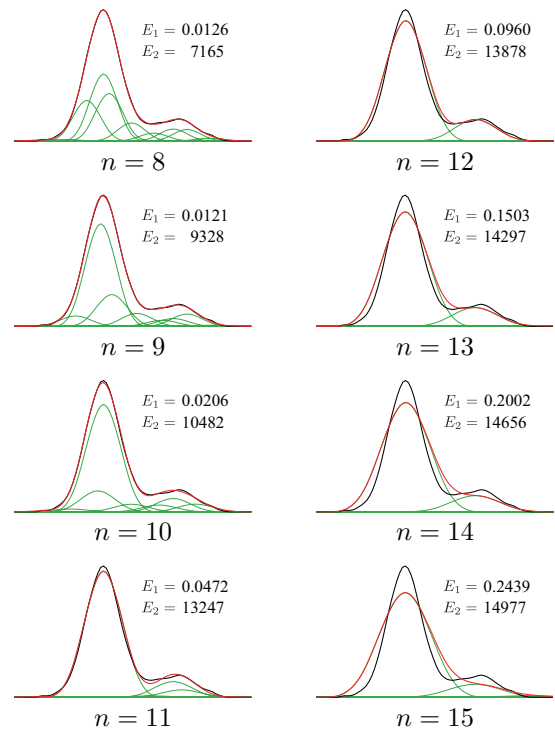 E₁ = 0.0126
E₂ = 7165
n = 8
E₁ = 0.0960
E₂ = 13878
n = 12
E₁ = 0.0121
E₂ = 9328
n = 9
E₁ = 0.1503
E₂ = 14297
n = 13
E₁ = 0.0206
E₂ = 10482
n = 10
E₁ = 0.2002
E₂ = 14656
n = 14
E₁ = 0.0472
E₂ = 13247
n = 11
E₁ = 0.2439
E₂ = 14977
n = 15